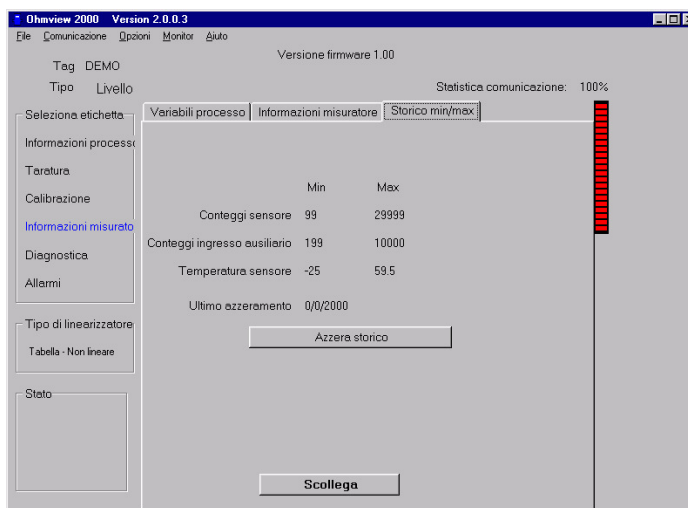 Ohmview 2000 Version 2.0.0.3
File Comunicazione Opzioni Monitor Aiuto
Versione firmware 1.00
Tag DEMO
Tipo Livello
Statistica comunicazione: 100%
Seleziona etichetta
Informazioni processo
Taratura
Calibrazione
Informazioni misurato
Diagnostica
Allarmi
Tipo di linearizzatore
Tabella - Non lineare
Stato
Variabili processo Informazioni misuratore Storico min/max
Min Max
Conteggi sensore 99 29999
Conteggi ingresso ausiliario 199 10000
Temperatura sensore -25 59.5
Ultimo azzeramento 0/0/2000
Azzera storico
Scollega